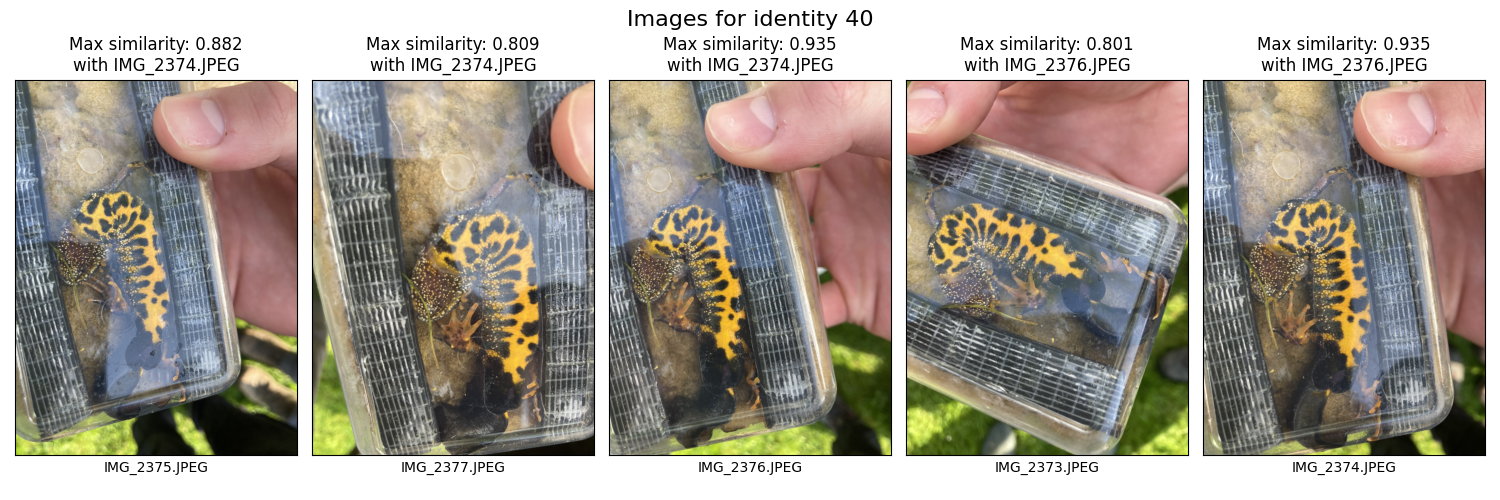 Images for identity 40
Max similarity: 0.882
with IMG_2374.JPEG
Max similarity: 0.809
with IMG_2374.JPEG
Max similarity: 0.935
with IMG_2374.JPEG
Max similarity: 0.801
with IMG_2376.JPEG
Max similarity: 0.935
with IMG_2376.JPEG
IMG_2375.JPEG
IMG_2377.JPEG
IMG_2376.JPEG
IMG_2373.JPEG
IMG_2374.JPEG